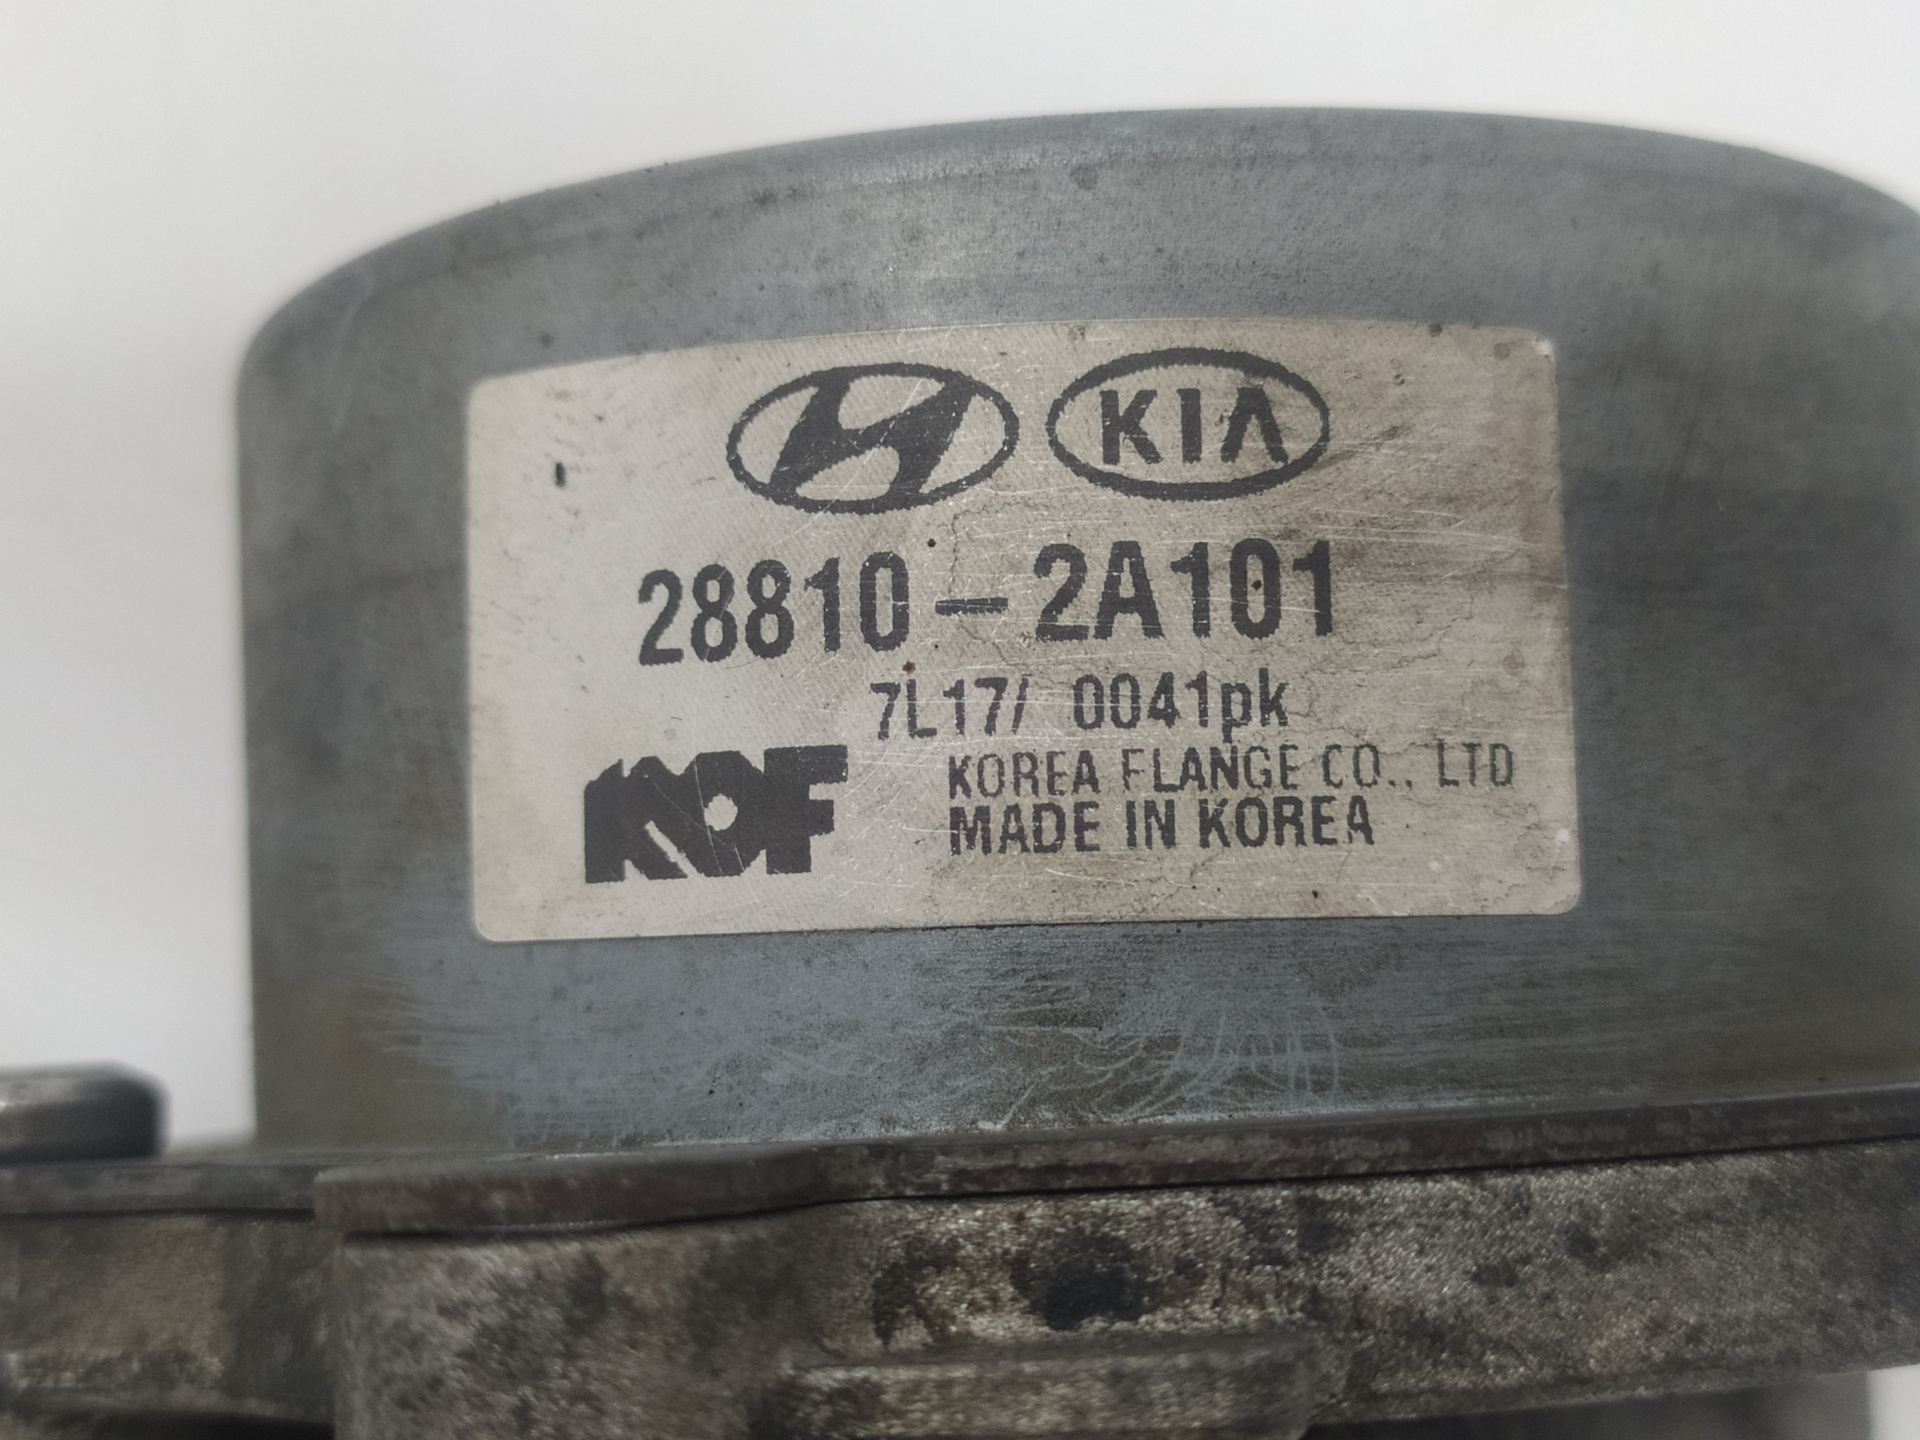 KIA
28810-2A101
7L17/ 0041pk
KOF
KOREA FLANGE CO., LTD
MADE IN KOREA